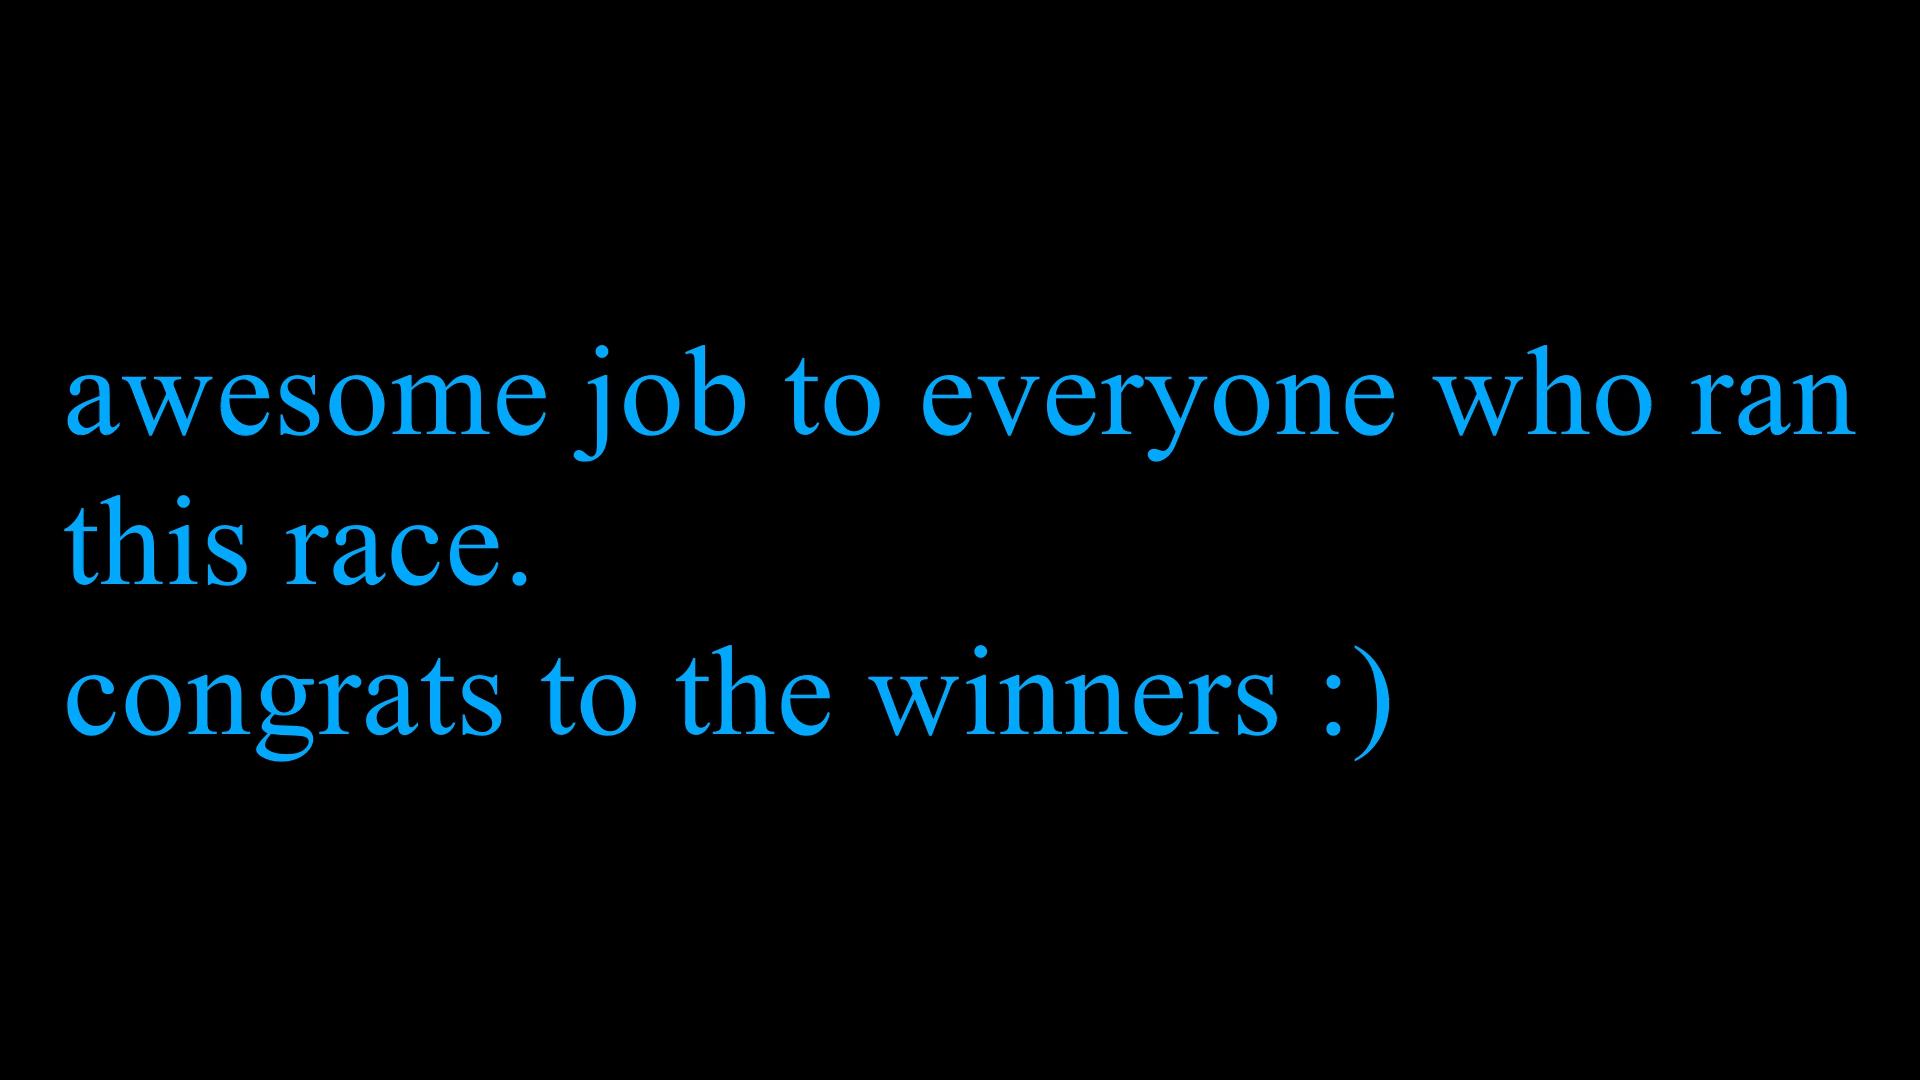 awesome job to everyone who ran
this race.
congrats to the winners :)